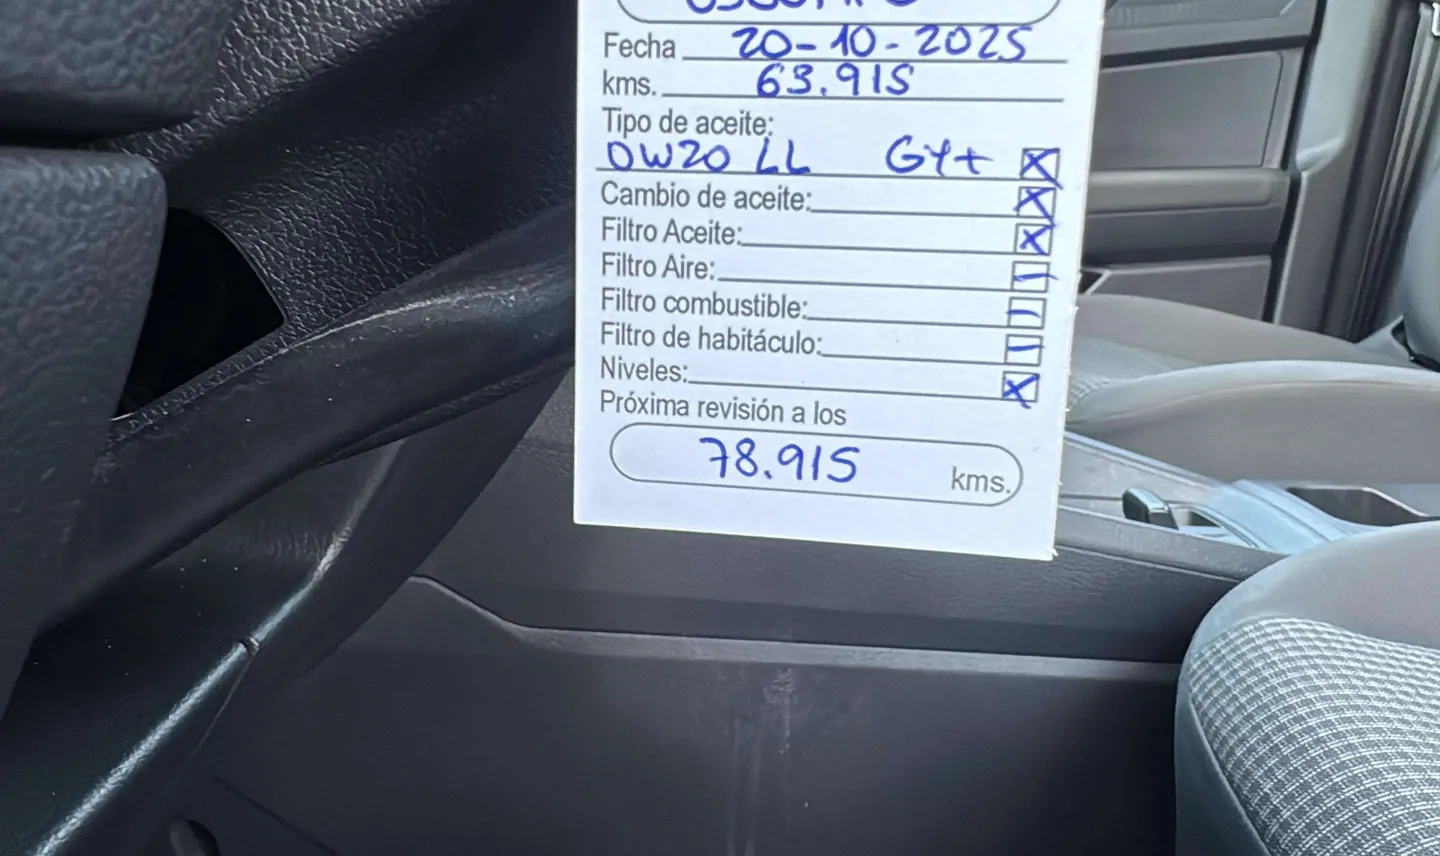 Fecha 20-10-2025
kms. 63.915
Tipo de aceite:
0W20 LL GY+ X
Cambio de aceite: X
Filtro Aceite: X
Filtro Aire: -
Filtro combustible: -
Filtro de habitáculo: -
Niveles: X
Próxima revisión a los
78.915 kms.